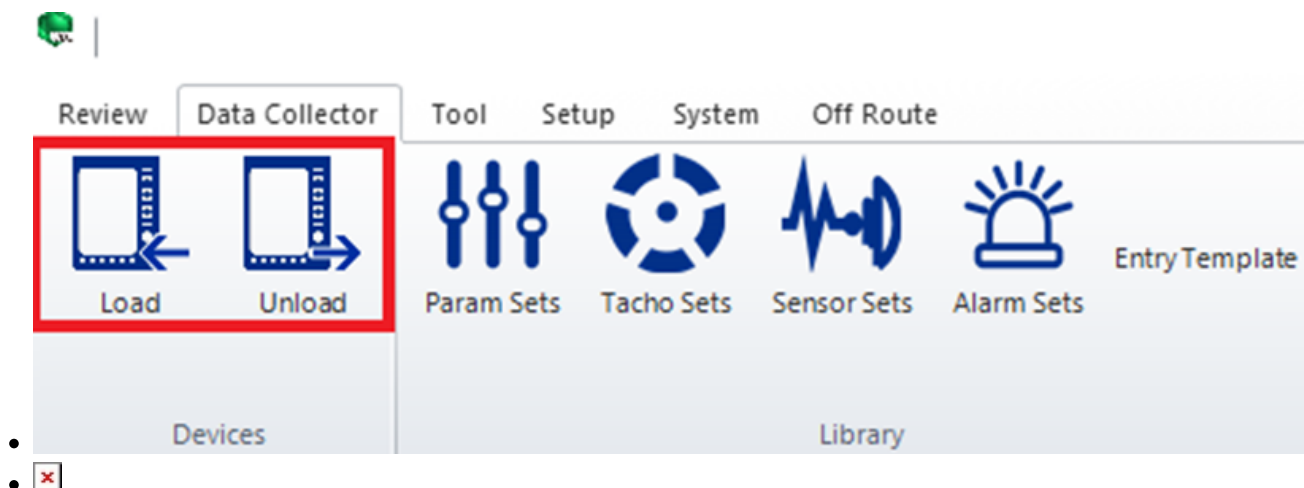 Review Data Collector Tool Setup System Off Route
Load Unload Param Sets Tacho Sets Sensor Sets Alarm Sets Entry Template
Devices Library